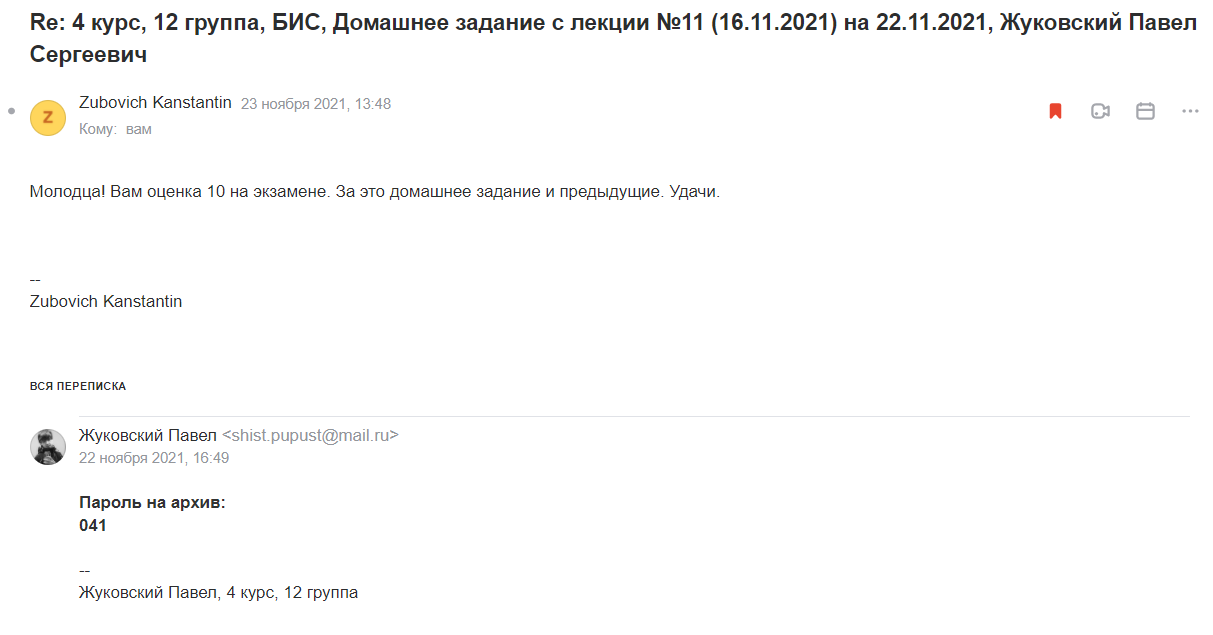 Re: 4 курс, 12 группа, БИС, Домашнее задание с лекции №11 (16.11.2021) на 22.11.2021, Жуковский Павел
Сергеевич
Z
Zubovich Kanstantin 23 ноября 2021, 13:48
Кому: вам
Молодца! Вам оценка 10 на экзамене. За это домашнее задание и предыдущие. Удачи.
--
Zubovich Kanstantin
ВСЯ ПЕРЕПИСКА
Жуковский Павел <shist.pupust@mail.ru>
22 ноября 2021, 16:49
Пароль на архив:
041
--
Жуковский Павел, 4 курс, 12 группа